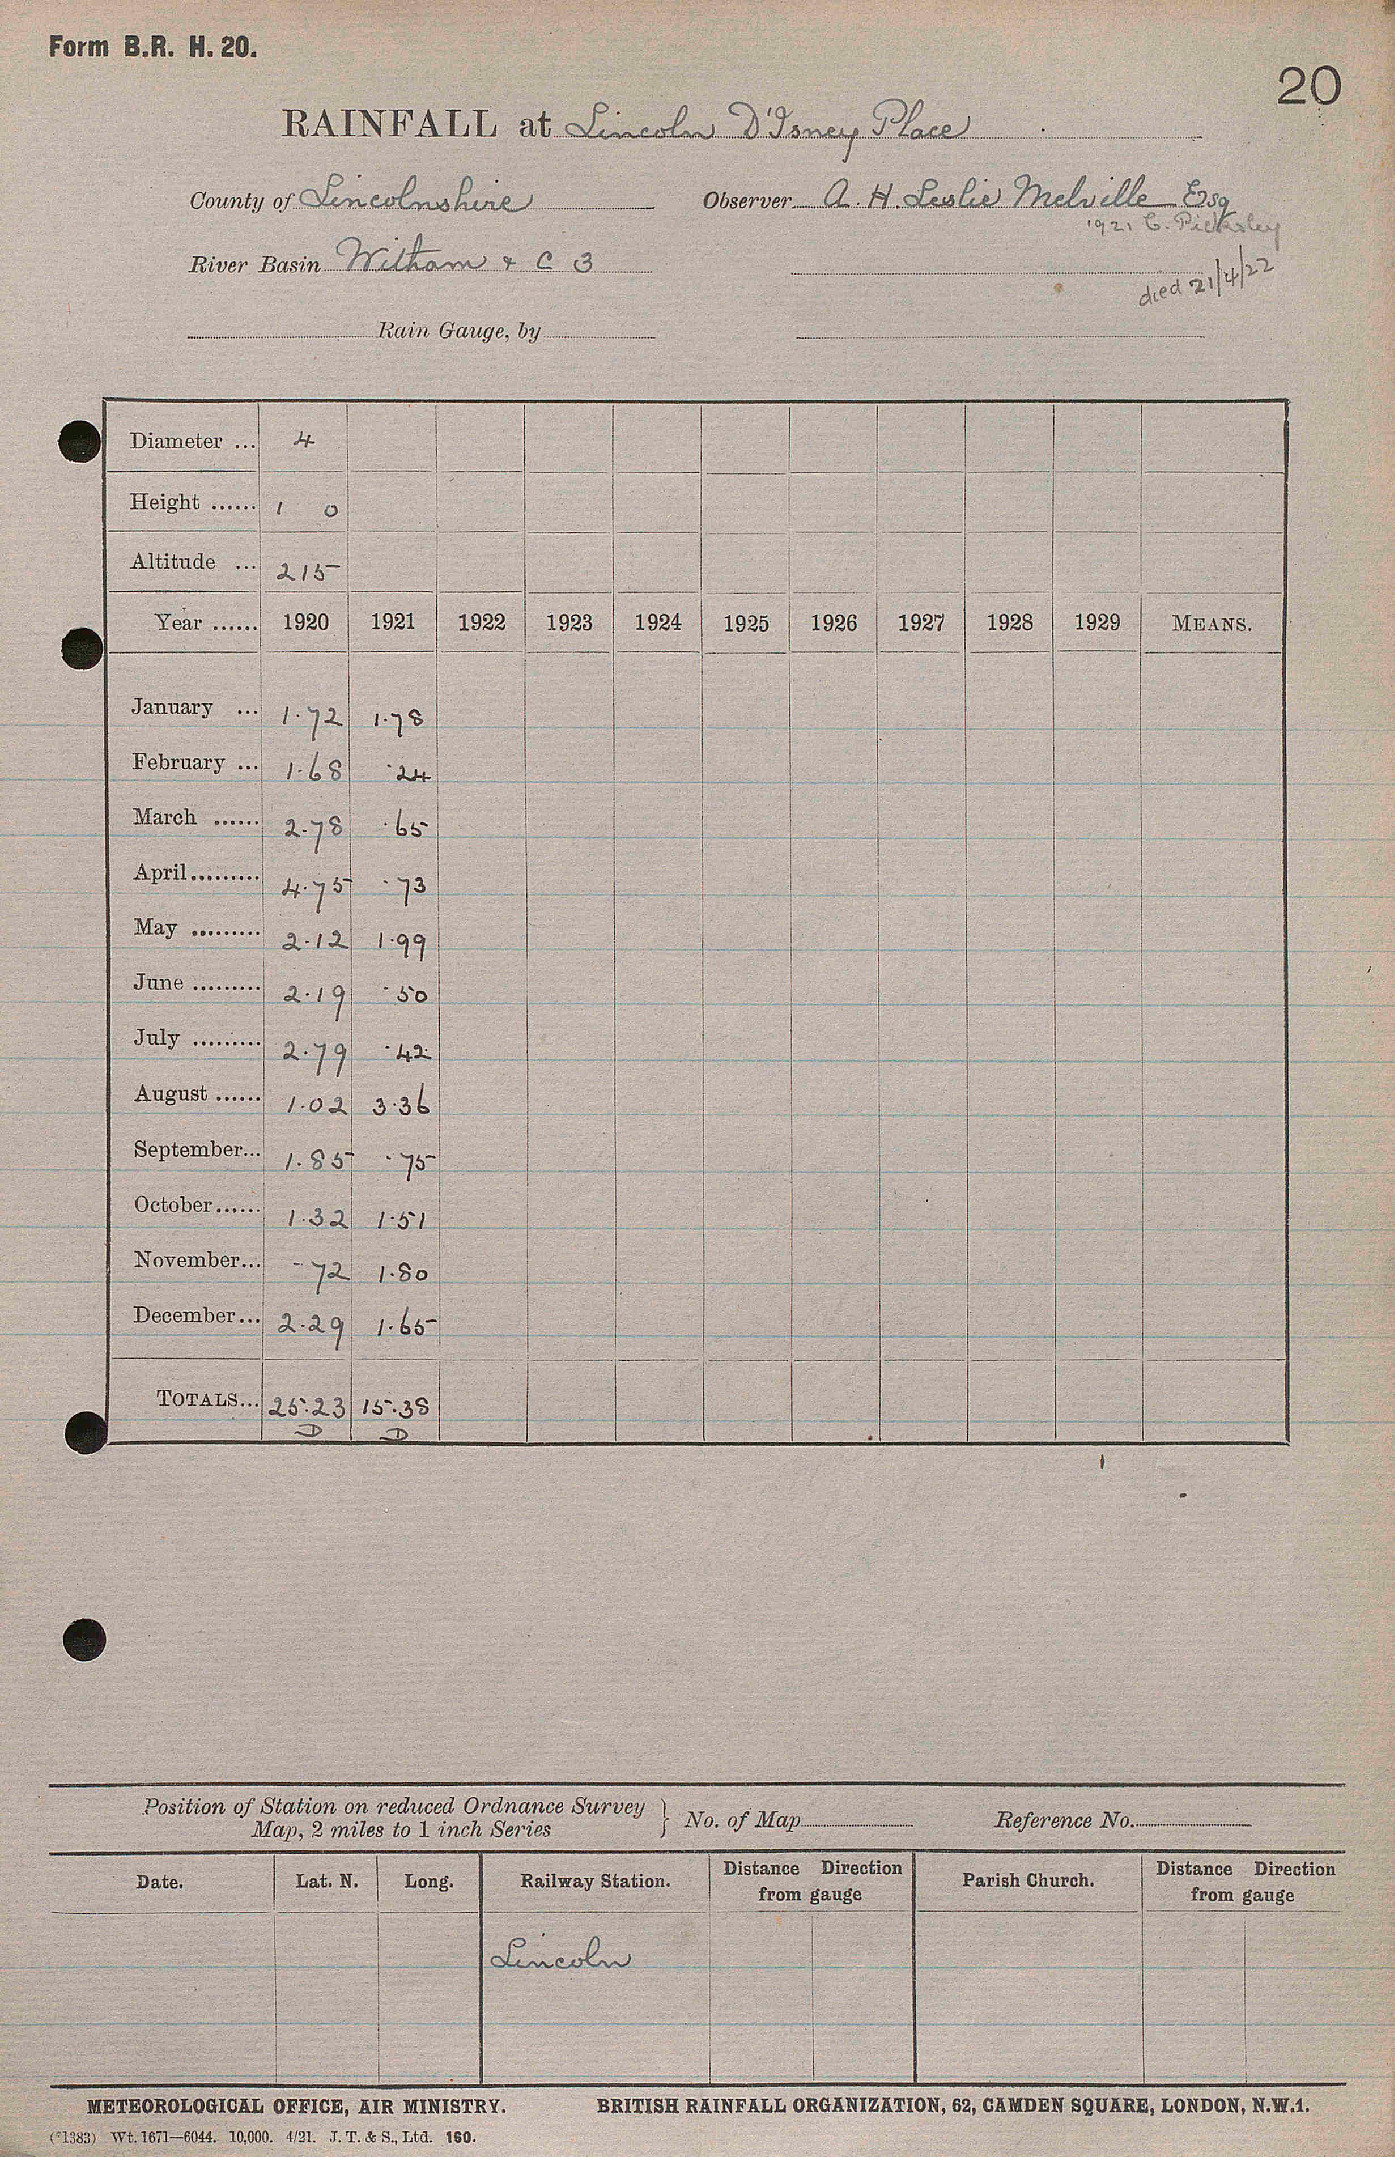 Form B.R. H. 20.
20
RAINFALL at Lincoln D'Isney Place
County of Lincolnshire Observer A. H. Leslie Melville Esq
1921 C. Picksley
River Basin Witham & C 3
died 21/4/22
Rain Gauge, by
Diameter ... 4
Height ...... 1 0
Altitude ... 215
Year ...... 1920 1921 1922 1923 1924 1925 1926 1927 1928 1929 MEANS.
January ... 1.72 1.78
February ... 1.68 .24
March ...... 2.78 .65
April ......... 4.75 .73
May ......... 2.12 1.99
June ......... 2.19 .50
July ......... 2.79 .42
August ...... 1.02 3.36
September... 1.85 .75
October ...... 1.32 1.51
November... .72 1.80
December... 2.29 1.65
TOTALS... 25.23 15.38
D D
Position of Station on reduced Ordnance Survey Map, 2 miles to 1 inch Series } No. of Map Reference No.
Date. Lat. N. Long. Railway Station. Distance Direction from gauge Parish Church. Distance Direction from gauge
Lincoln
METEOROLOGICAL OFFICE, AIR MINISTRY. BRITISH RAINFALL ORGANIZATION, 62, CAMDEN SQUARE, LONDON, N.W.1.
(*1383) Wt. 1671—6044. 10,000. 4/21. J. T. & S., Ltd. 160.